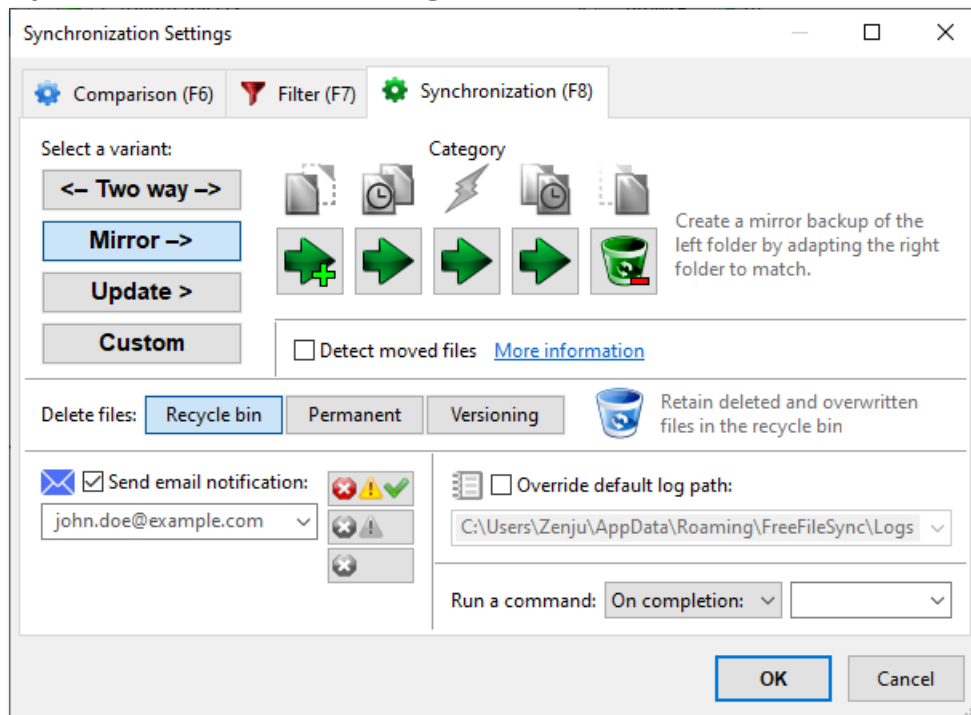 Synchronization Settings
Comparison (F6)
Filter (F7)
Synchronization (F8)
Select a variant:
Category
<– Two way –>
Mirror –>
Update >
Custom
Create a mirror backup of the
left folder by adapting the right
folder to match.
Detect moved files
More information
Delete files:
Recycle bin
Permanent
Versioning
Retain deleted and overwritten
files in the recycle bin
Send email notification:
john.doe@example.com
Override default log path:
C:\Users\Zenju\AppData\Roaming\FreeFileSync\Logs
Run a command:
On completion:
OK
Cancel